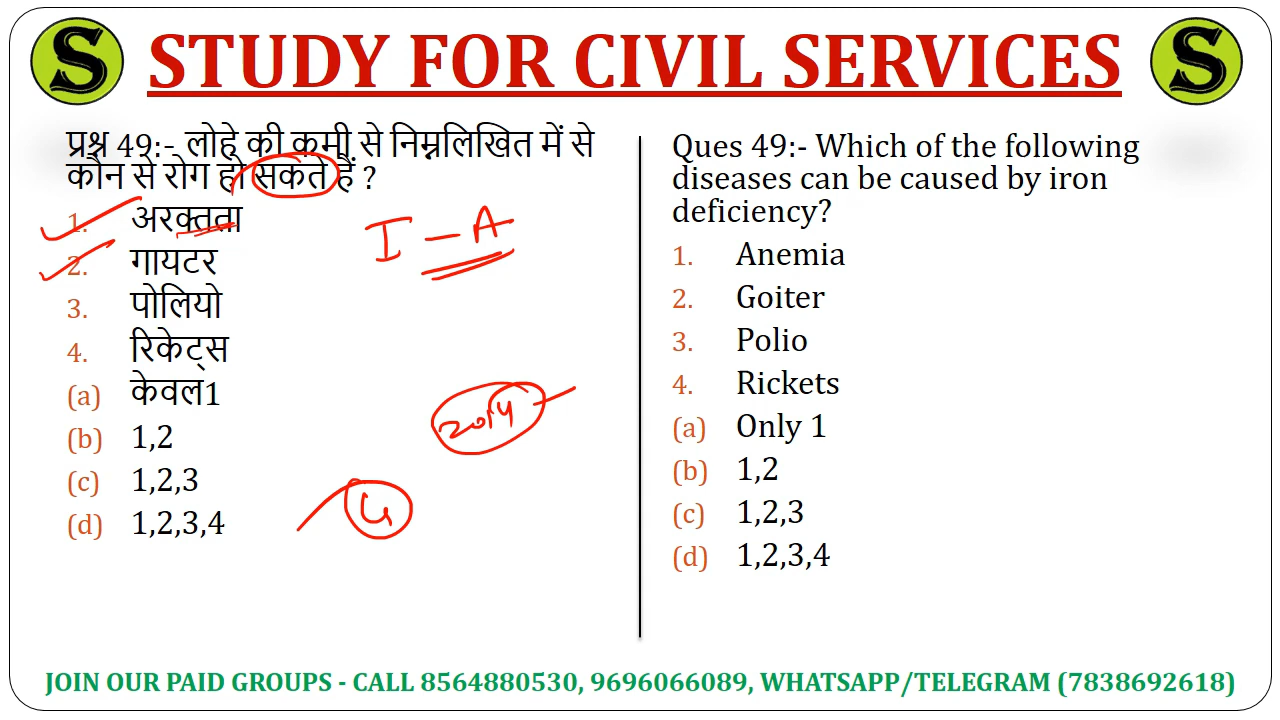 S
STUDY FOR CIVIL SERVICES
S
प्रश्न 49:- लोहे की कमी से निम्नलिखित में से
कौन से रोग हो सकते हैं ?
1. अरक्तता
2. गायटर
3. पोलियो
4. रिकेट्स
(a) केवल1
(b) 1,2
(c) 1,2,3
(d) 1,2,3,4
I - A
2014
Ques 49:- Which of the following
diseases can be caused by iron
deficiency?
1. Anemia
2. Goiter
3. Polio
4. Rickets
(a) Only 1
(b) 1,2
(c) 1,2,3
(d) 1,2,3,4
JOIN OUR PAID GROUPS - CALL 8564880530, 9696066089, WHATSAPP/TELEGRAM (7838692618)